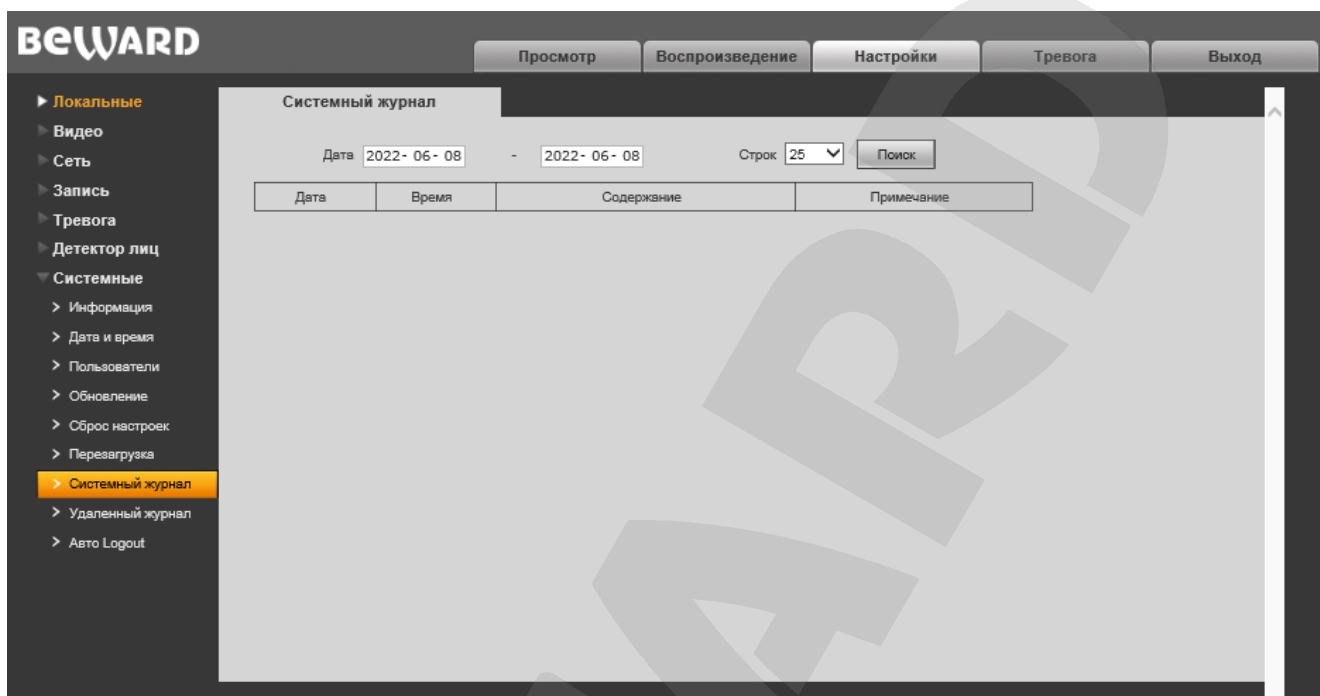 BEWARD
Просмотр Воспроизведение Настройки Тревога Выход
Локальные
Видео
Сеть
Запись
Тревога
Детектор лиц
Системные
Информация
Дата и время
Пользователи
Обновление
Сброс настроек
Перезагрузка
Системный журнал
Удаленный журнал
Авто Logout
Системный журнал
Дата 2022- 06- 08 - 2022- 06- 08 Строк 25 Поиск
Дата Время Содержание Примечание
ARD